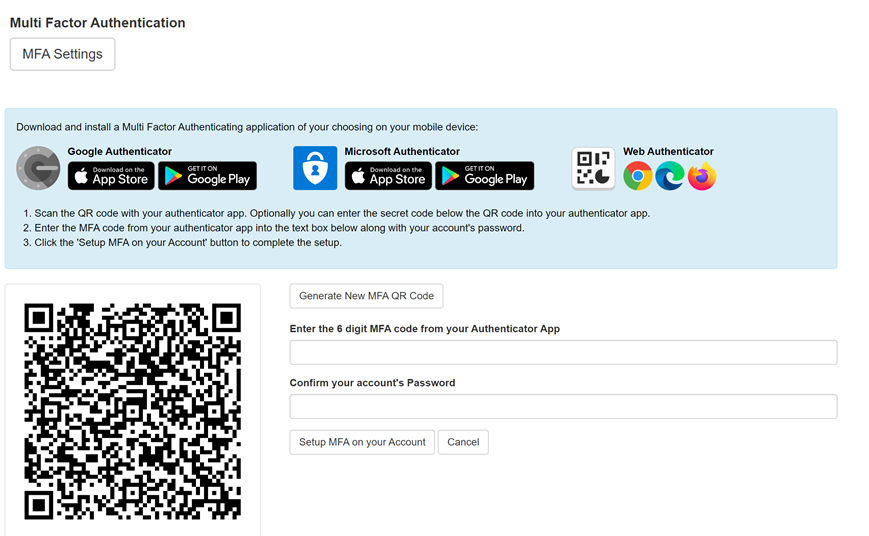 Multi Factor Authentication
MFA Settings
Download and install a Multi Factor Authenticating application of your choosing on your mobile device:
Google Authenticator
Download on the
App Store
GET IT ON
Google Play
Microsoft Authenticator
Download on the
App Store
GET IT ON
Google Play
Web Authenticator
1. Scan the QR code with your authenticator app. Optionally you can enter the secret code below the QR code into your authenticator app.
2. Enter the MFA code from your authenticator app into the text box below along with your account's password.
3. Click the 'Setup MFA on your Account' button to complete the setup.
Generate New MFA QR Code
Enter the 6 digit MFA code from your Authenticator App
Confirm your account's Password
Setup MFA on your Account
Cancel